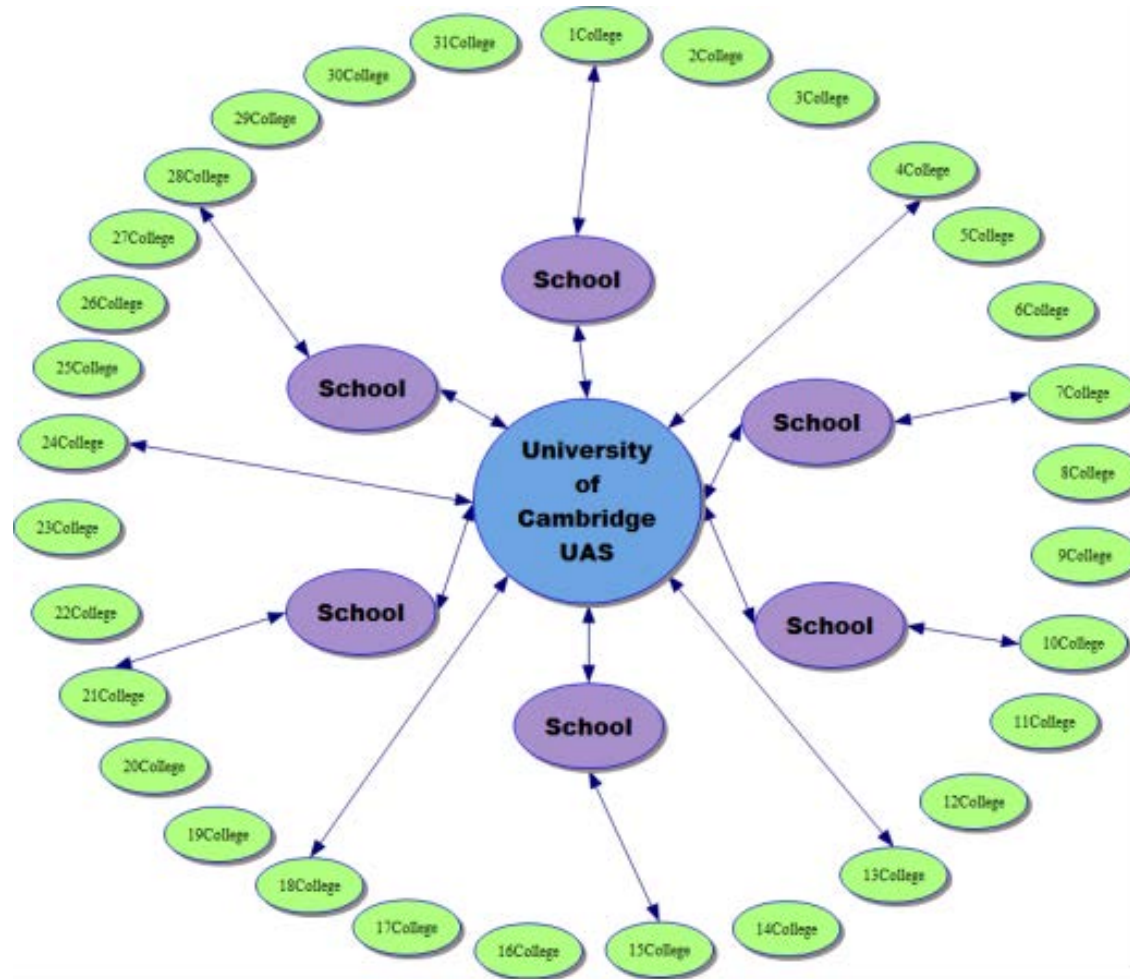 31College
1College
2College
30College
3College
29College
28College
4College
27College
5College
School
26College
6College
25College
School
7College
School
24College
University
of
Cambridge
UAS
8College
23College
9College
22College
School
School
10College
21College
11College
School
20College
12College
19College
18College
13College
17College
14College
16College
15College